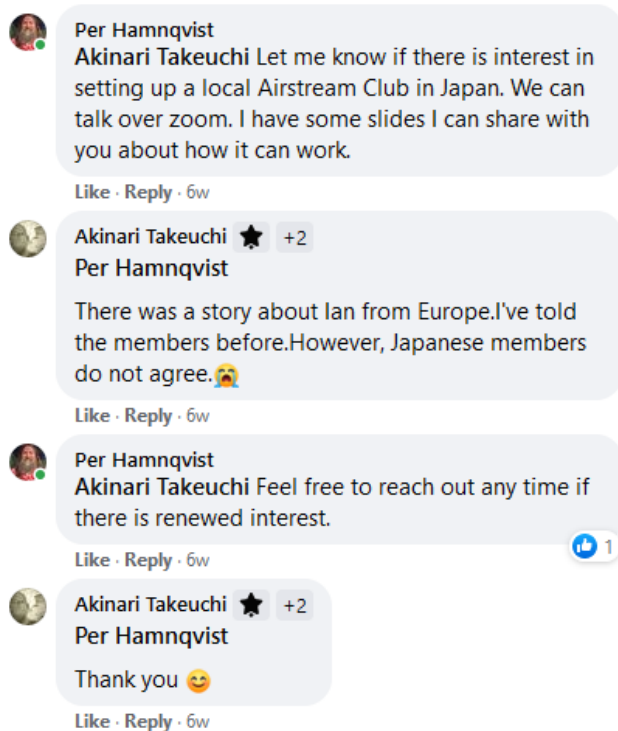 Per Hamnqvist
Akinari Takeuchi Let me know if there is interest in
setting up a local Airstream Club in Japan. We can
talk over zoom. I have some slides I can share with
you about how it can work.
Like · Reply · 6w
Akinari Takeuchi +2
Per Hamnqvist
There was a story about Ian from Europe.I've told
the members before.However, Japanese members
do not agree.😭
Like · Reply · 6w
Per Hamnqvist
Akinari Takeuchi Feel free to reach out any time if
there is renewed interest.
1
Like · Reply · 6w
Akinari Takeuchi +2
Per Hamnqvist
Thank you 😊
Like · Reply · 6w